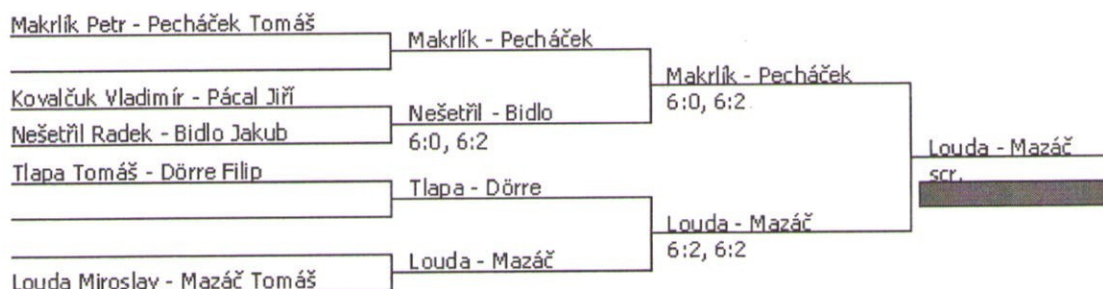 Makrlík Petr - Pecháček Tomáš
Kovalčuk Vladimír - Pácal Jiří
Nešetřil Radek - Bidlo Jakub
Tlapa Tomáš - Dörre Filip
Louda Miroslav - Mazáč Tomáš
Makrlík - Pecháček
Nešetřil - Bidlo
6:0, 6:2
Tlapa - Dörre
Louda - Mazáč
Makrlík - Pecháček
6:0, 6:2
Louda - Mazáč
6:2, 6:2
Louda - Mazáč
scr.